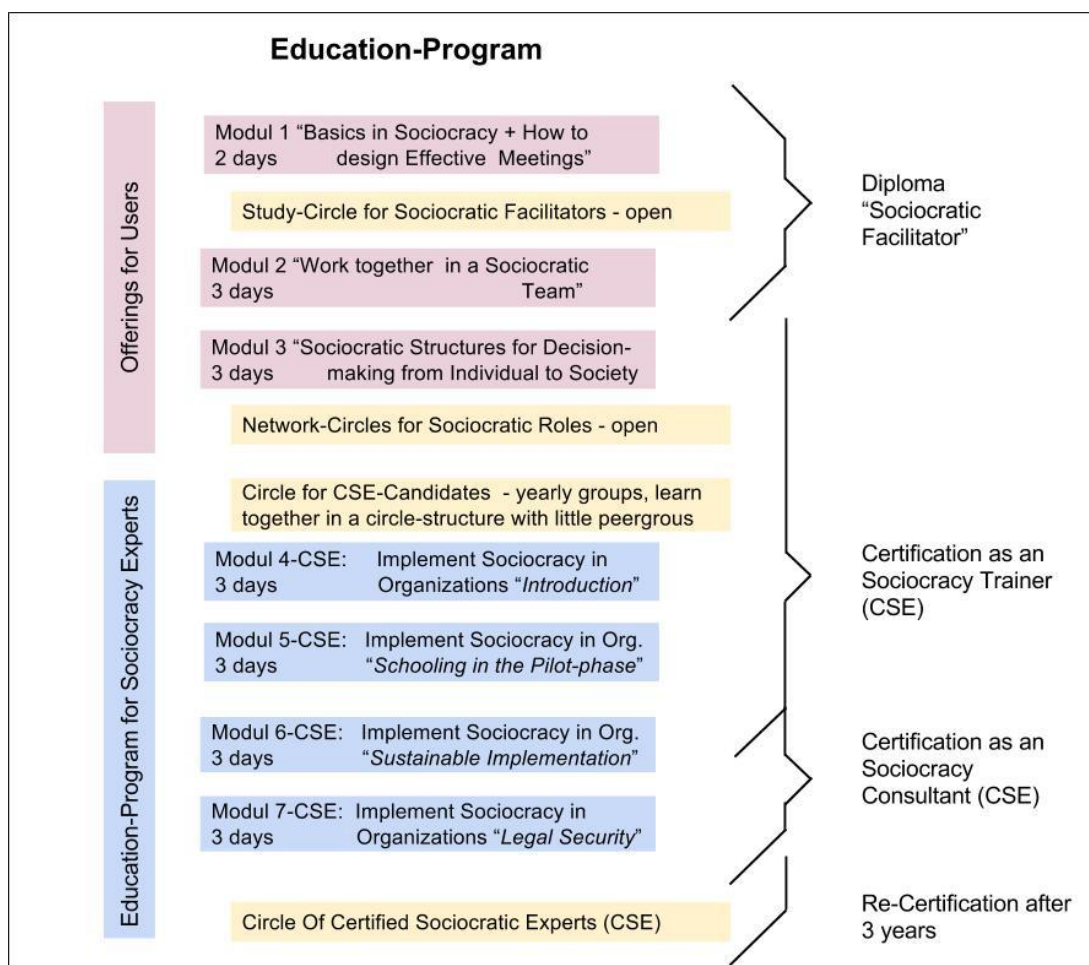 Education-Program
Offerings for Users
Modul 1 “Basics in Sociocracy + How to
2 days design Effective Meetings”
Study-Circle for Sociocratic Facilitators - open
Modul 2 “Work together in a Sociocratic
3 days Team”
Diploma
“Sociocratic
Facilitator”
Modul 3 “Sociocratic Structures for Decision-
3 days making from Individual to Society
Network-Circles for Sociocratic Roles - open
Education-Program for Sociocracy Experts
Circle for CSE-Candidates - yearly groups, learn
together in a circle-structure with little peergrous
Modul 4-CSE: Implement Sociocracy in
3 days Organizations “Introduction”
Modul 5-CSE: Implement Sociocracy in Org.
3 days “Schooling in the Pilot-phase”
Certification as an
Sociocracy Trainer
(CSE)
Modul 6-CSE: Implement Sociocracy in Org.
3 days “Sustainable Implementation”
Modul 7-CSE: Implement Sociocracy in
3 days Organizations “Legal Security”
Certification as an
Sociocracy
Consultant (CSE)
Circle Of Certified Sociocratic Experts (CSE)
Re-Certification after
3 years